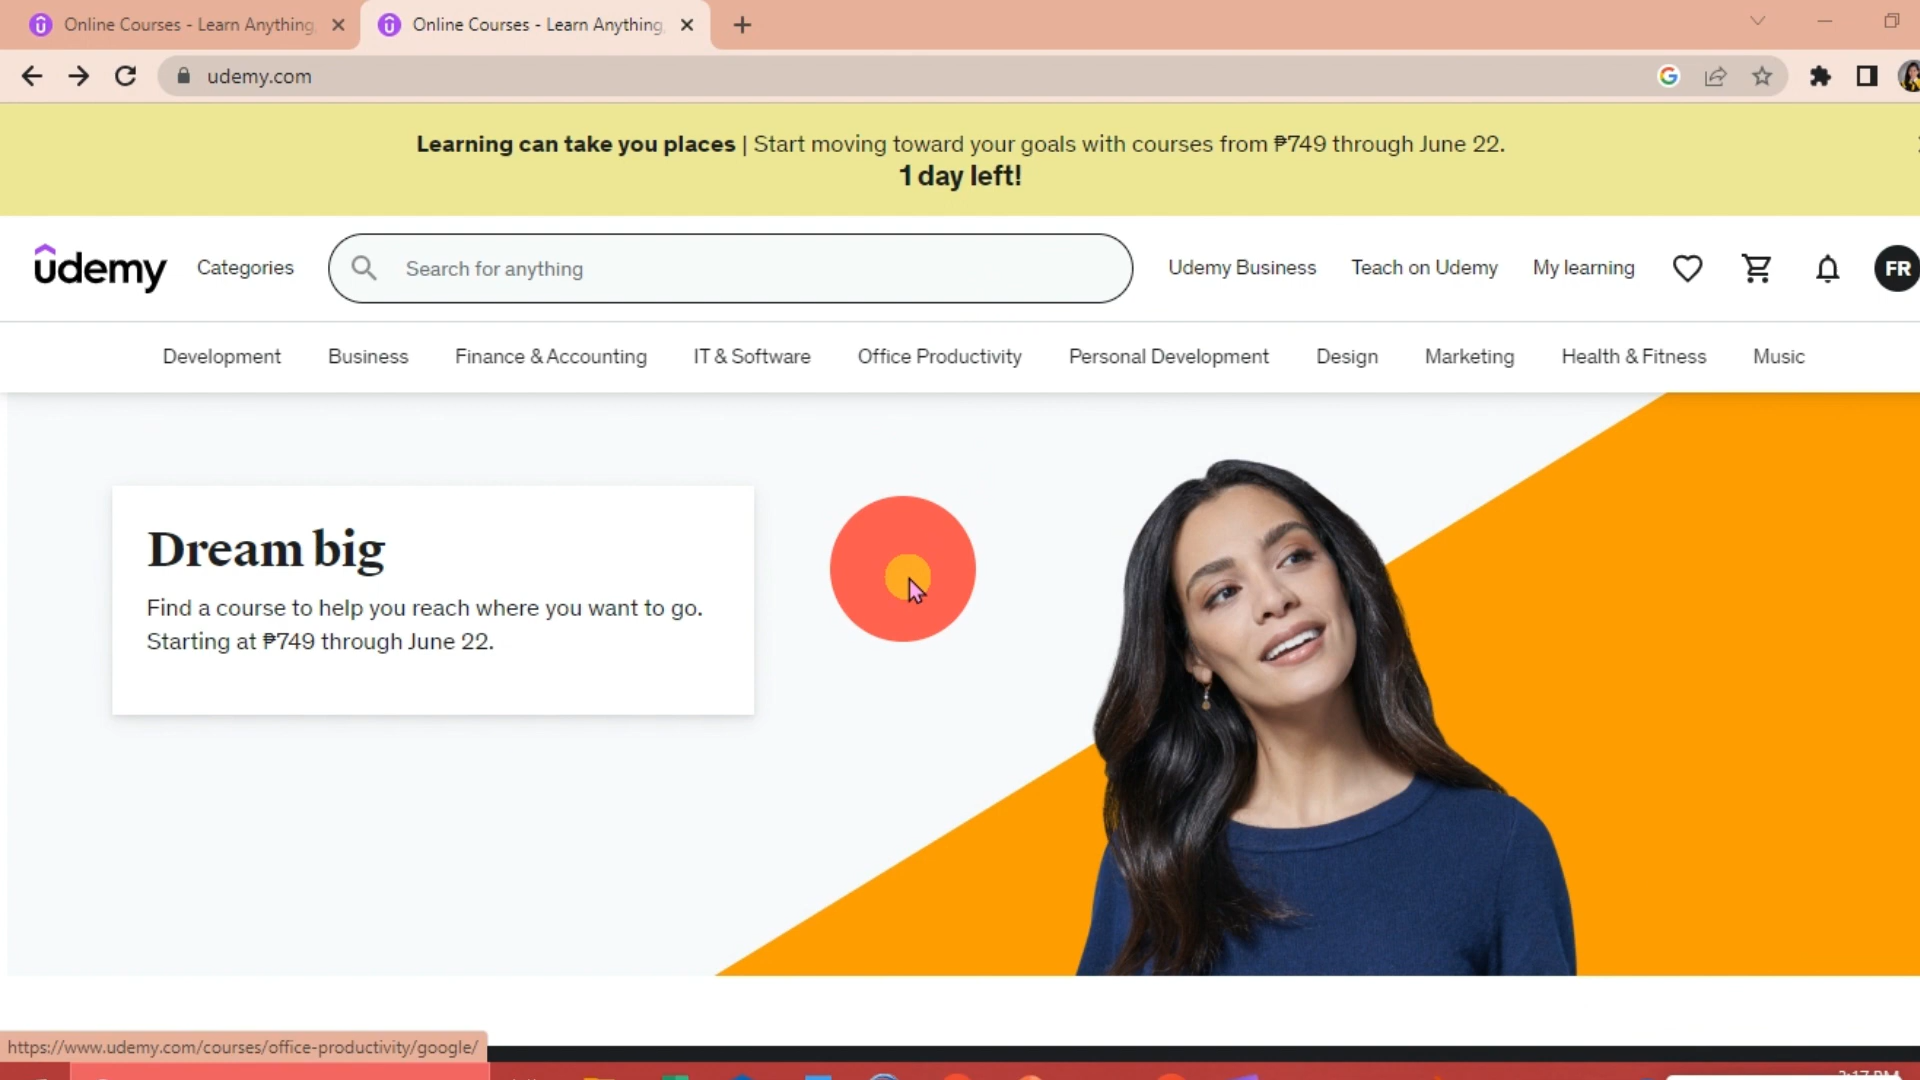 Online Courses - Learn Anything,
Online Courses - Learn Anything,
udemy.com
Learning can take you places | Start moving toward your goals with courses from ₱749 through June 22.
1 day left!
udemy
Categories
Search for anything
Udemy Business
Teach on Udemy
My learning
FR
Development
Business
Finance & Accounting
IT & Software
Office Productivity
Personal Development
Design
Marketing
Health & Fitness
Music
Dream big
Find a course to help you reach where you want to go.
Starting at ₱749 through June 22.
https://www.udemy.com/courses/office-productivity/google/